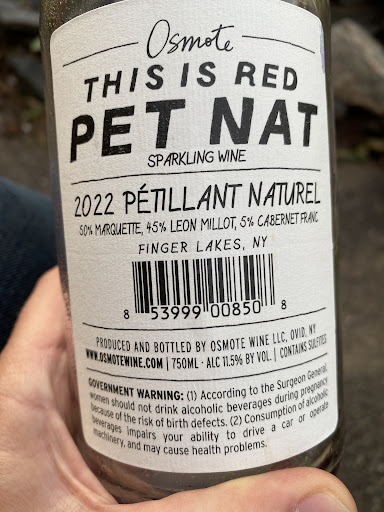 Osmote
THIS IS RED
PET NAT
SPARKLING WINE
2022 PÉTILLANT NATUREL
50% MARQUETTE, 45% LEON MILLOT, 5% CABERNET FRANC
FINGER LAKES, NY
8 53999 00850 8
PRODUCED AND BOTTLED BY OSMOTE WINE LLC, OVID, NY
WWW.OSMOTEWINE.COM | 750ML · ALC 11.5% BY VOL. | CONTAINS SULFITES
GOVERNMENT WARNING: (1) According to the Surgeon General,
women should not drink alcoholic beverages during pregnancy
because of the risk of birth defects. (2) Consumption of alcoholic
beverages impairs your ability to drive a car or operate
machinery, and may cause health problems.